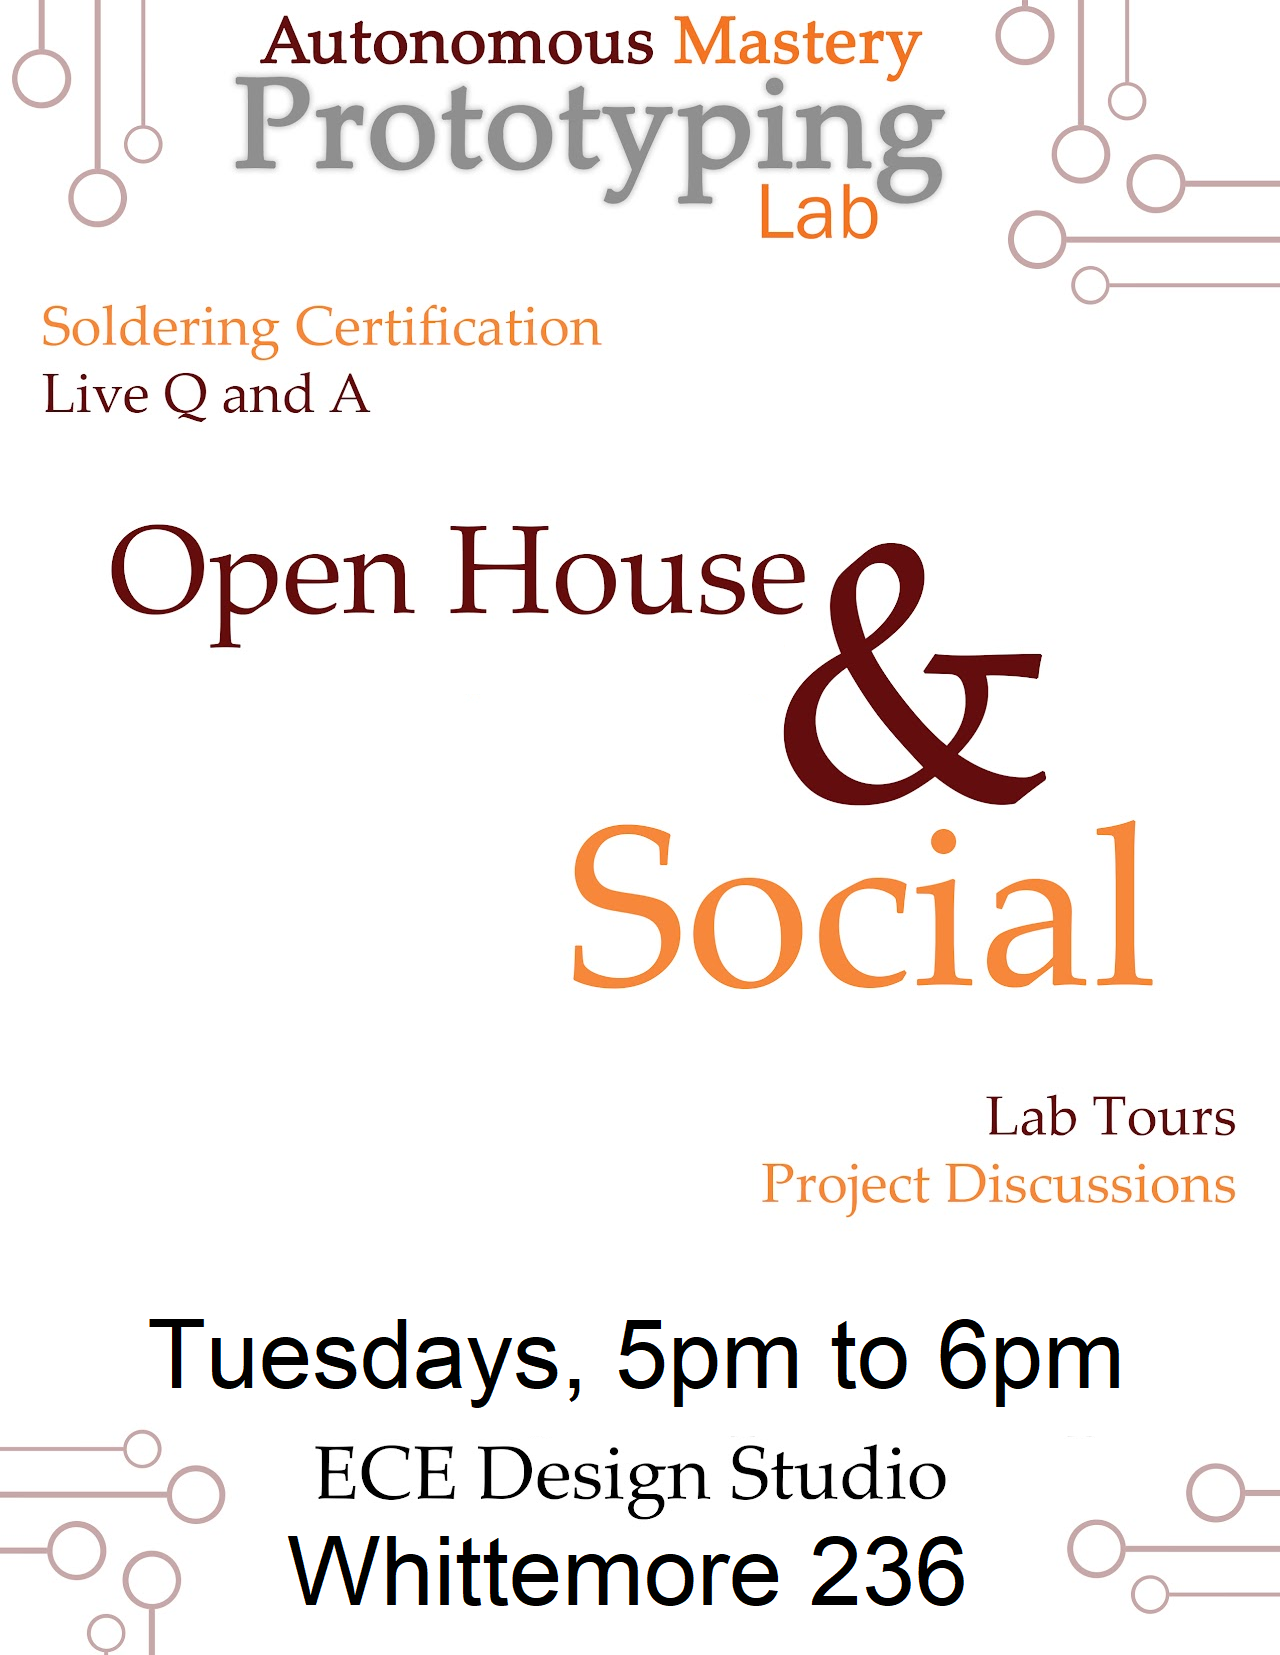 Autonomous Mastery
Prototyping
Lab
Soldering Certification
Live Q and A
Open House
&
Social
Lab Tours
Project Discussions
Tuesdays, 5pm to 6pm
ECE Design Studio
Whittemore 236